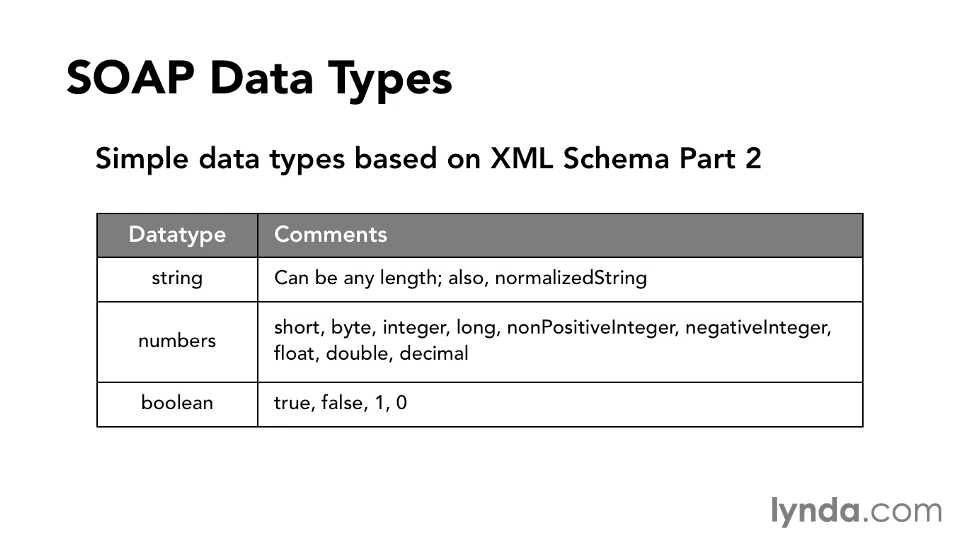 SOAP Data Types
Simple data types based on XML Schema Part 2
Datatype Comments
string Can be any length; also, normalizedString
numbers short, byte, integer, long, nonPositiveInteger, negativeInteger,
float, double, decimal
boolean true, false, 1, 0
lynda.com